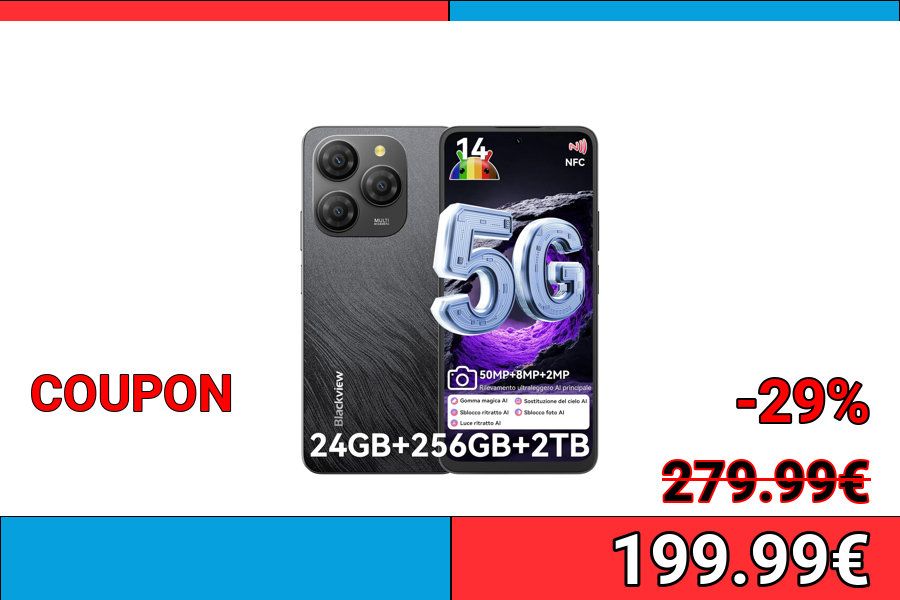 14
NFC
5G
MULTI
50MP+8MP+2MP
Rilevamento ultraleggero AI principale
Gomma magica AI
Sostituzione del cielo AI
Sblocco ritratto AI
Sblocco foto AI
Luce ritratto AI
Blackview
24GB+256GB+2TB
COUPON
-29%
279.99€
199.99€